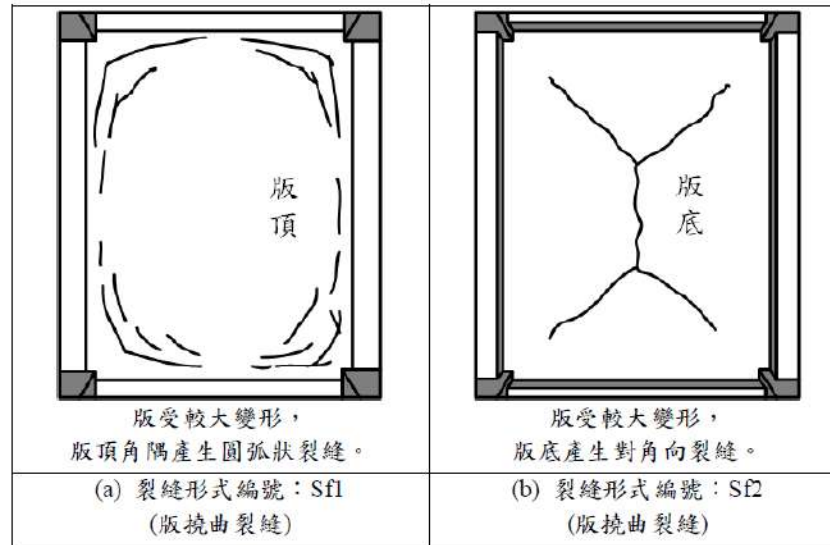 版
頂
版受較大變形，
版頂角隅產生圓弧狀裂縫。
(a) 裂縫形式編號：Sf1
(版撓曲裂縫)
版
底
版受較大變形，
版底產生對角向裂縫。
(b) 裂縫形式編號：Sf2
(版撓曲裂縫)